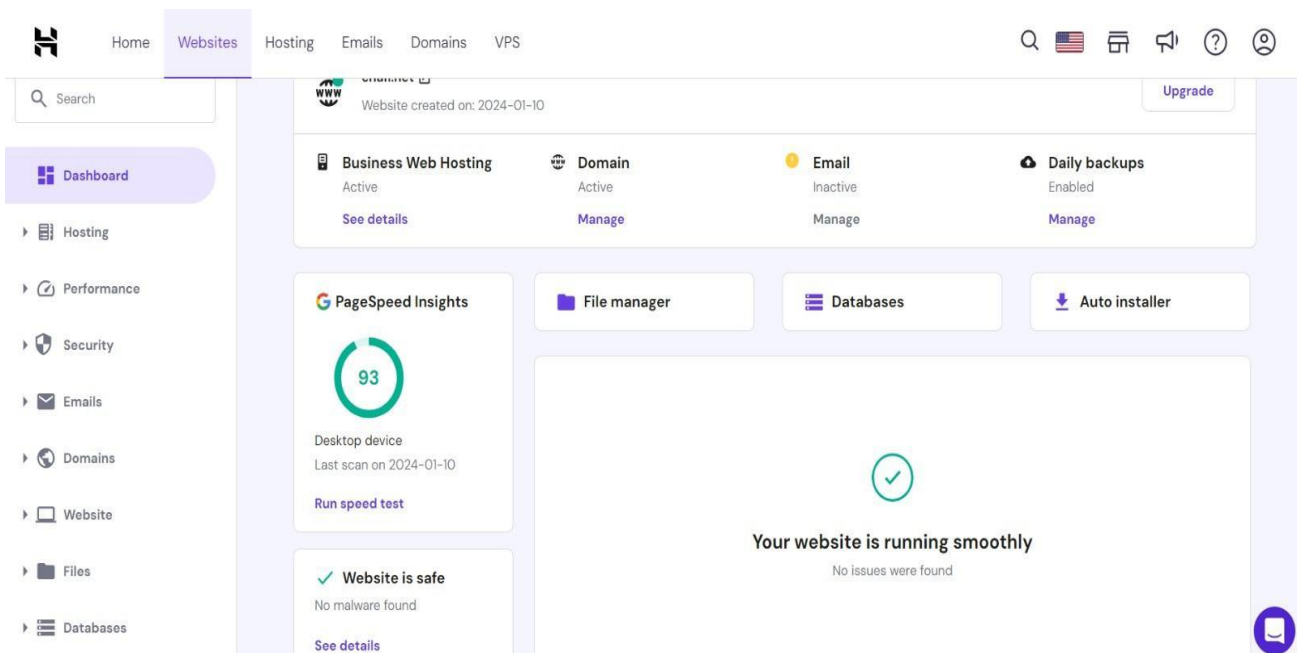 Home Websites Hosting Emails Domains VPS
Search
Dashboard
Hosting
Performance
Security
Emails
Domains
Website
Files
Databases
www
Website created on: 2024-01-10
Upgrade
Business Web Hosting
Active
See details
Domain
Active
Manage
Email
Inactive
Manage
Daily backups
Enabled
Manage
PageSpeed Insights
93
Desktop device
Last scan on 2024-01-10
Run speed test
Website is safe
No malware found
See details
File manager
Databases
Auto installer
Your website is running smoothly
No issues were found